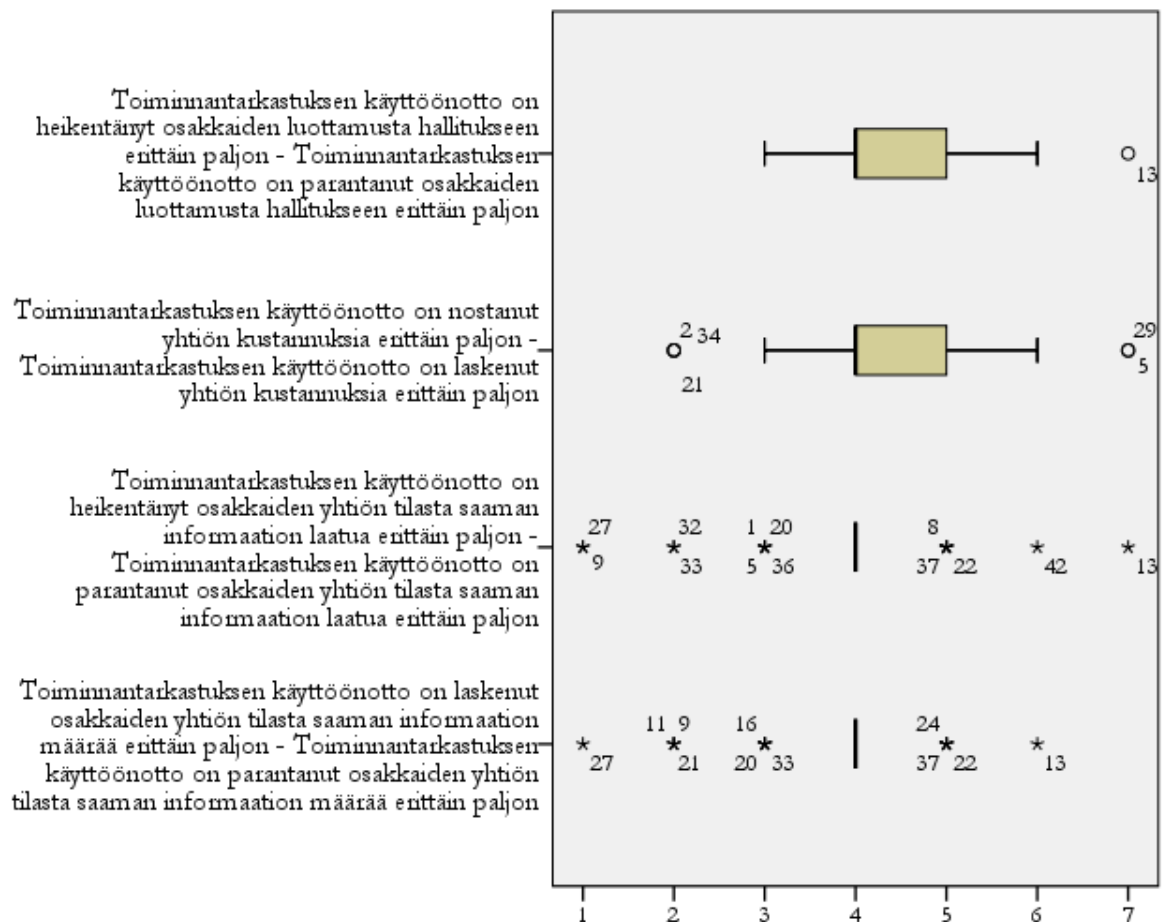 Toiminnantarkastuksen käyttöönotto on
heikentänyt osakkaiden luottamusta hallitukseen
erittäin paljon - Toiminnantarkastuksen
käyttöönotto on parantanut osakkaiden
luottamusta hallitukseen erittäin paljon
13
Toiminnantarkastuksen käyttöönotto on nostanut
yhtiön kustannuksia erittäin paljon -
Toiminnantarkastuksen käyttöönotto on laskenut
yhtiön kustannuksia erittäin paljon
2 34 29
21 5
Toiminnantarkastuksen käyttöönotto on
heikentänyt osakkaiden yhtiön tilasta saaman
informaation laatua erittäin paljon -
Toiminnantarkastuksen käyttöönotto on
parantanut osakkaiden yhtiön tilasta saaman
informaation laatua erittäin paljon
27 32 1 20 8
9 33 5 36 37 22 42 13
Toiminnantarkastuksen käyttöönotto on laskenut
osakkaiden yhtiön tilasta saaman informaation
määrää erittäin paljon - Toiminnantarkastuksen
käyttöönotto on parantanut osakkaiden yhtiön
tilasta saaman informaation määrää erittäin paljon
11 9 16 24
27 21 20 33 37 22 13
1 2 3 4 5 6 7